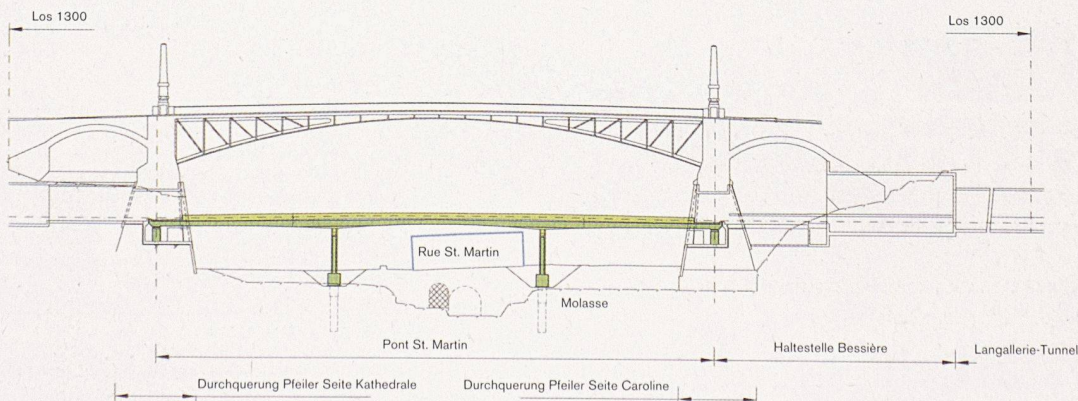 Los 1300
Los 1300
Rue St. Martin
Molasse
Pont St. Martin
Haltestelle Bessière
Langallerie-Tunnel
Durchquerung Pfeiler Seite Kathedrale
Durchquerung Pfeiler Seite Caroline